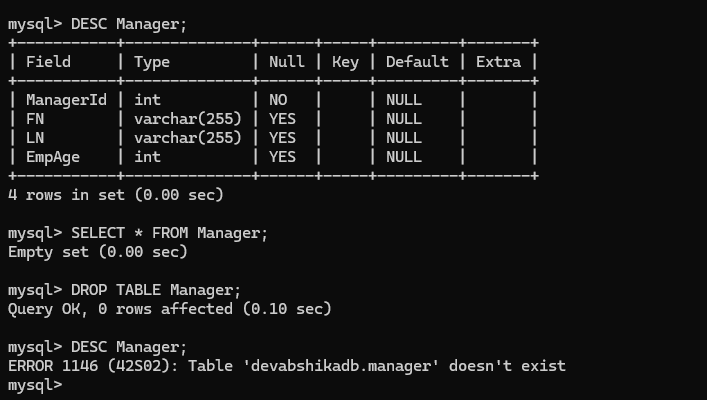 mysql> DESC Manager;
+-----------+--------------+------+-----+---------+-------+
| Field     | Type         | Null | Key | Default | Extra |
+-----------+--------------+------+-----+---------+-------+
| ManagerId | int          | NO   |     | NULL    |       |
| FN        | varchar(255) | YES  |     | NULL    |       |
| LN        | varchar(255) | YES  |     | NULL    |       |
| EmpAge    | int          | YES  |     | NULL    |       |
+-----------+--------------+------+-----+---------+-------+
4 rows in set (0.00 sec)

mysql> SELECT * FROM Manager;
Empty set (0.00 sec)

mysql> DROP TABLE Manager;
Query OK, 0 rows affected (0.10 sec)

mysql> DESC Manager;
ERROR 1146 (42S02): Table 'devabshikadb.manager' doesn't exist
mysql>